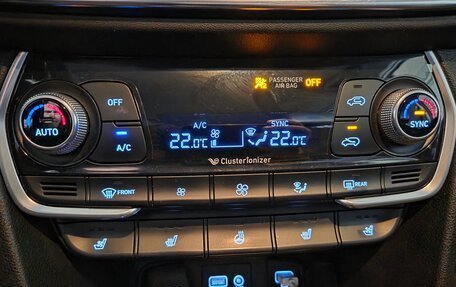 PASSENGER
AIR BAG OFF
OFF
A/C SYNC
AUTO 22.0°C 22.0°C SYNC
A/C
ClusterIonizer
FRONT REAR